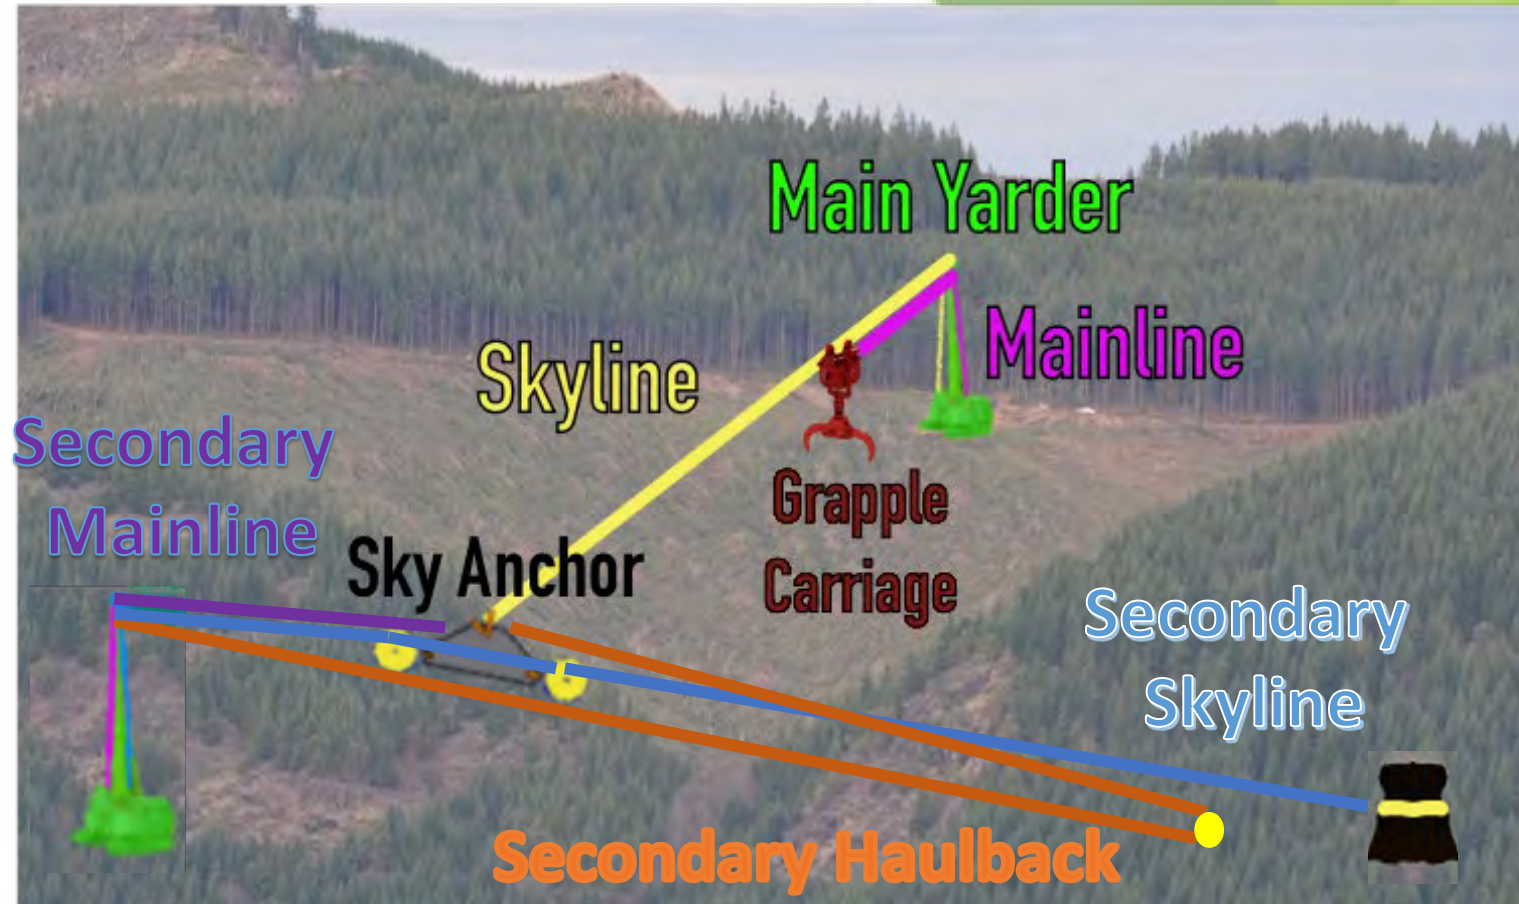 Main Yarder
Mainline
Skyline
Secondary
Mainline
Grapple
Carriage
Sky Anchor
Secondary
Skyline
Secondary Haulback